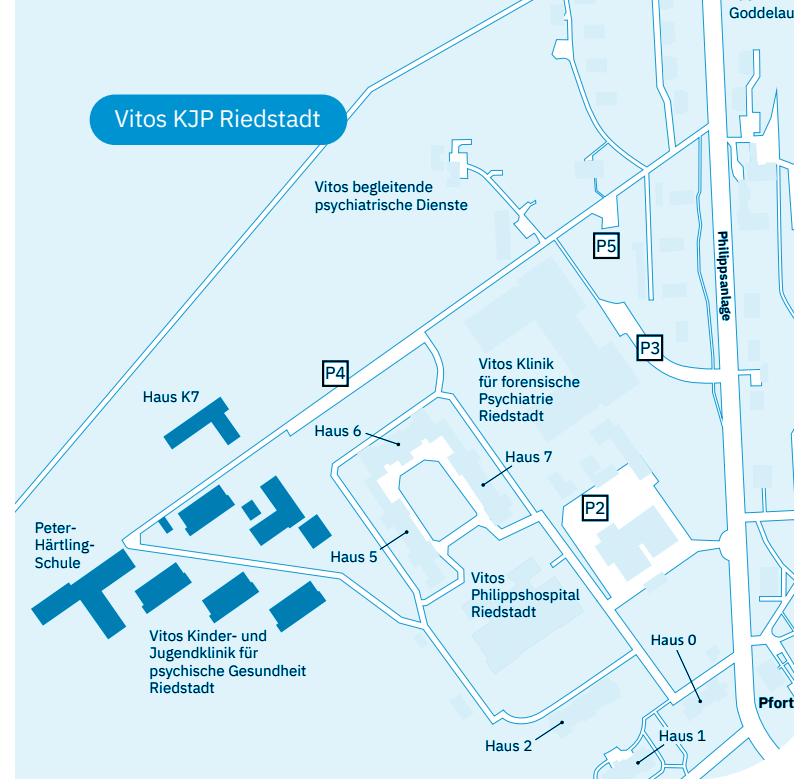 Goddelau
Vitos KJP Riedstadt
Vitos begleitende
psychiatrische Dienste
P5
Philippsanlage
P3
P4
Vitos Klinik
für forensische
Psychiatrie
Riedstadt
Haus K7
Haus 6
Haus 7
P2
Peter-
Härtling-
Schule
Haus 5
Vitos
Philippshospital
Riedstadt
Vitos Kinder- und
Jugendklinik für
psychische Gesundheit
Riedstadt
Haus 0
Pfort
Haus 2
Haus 1